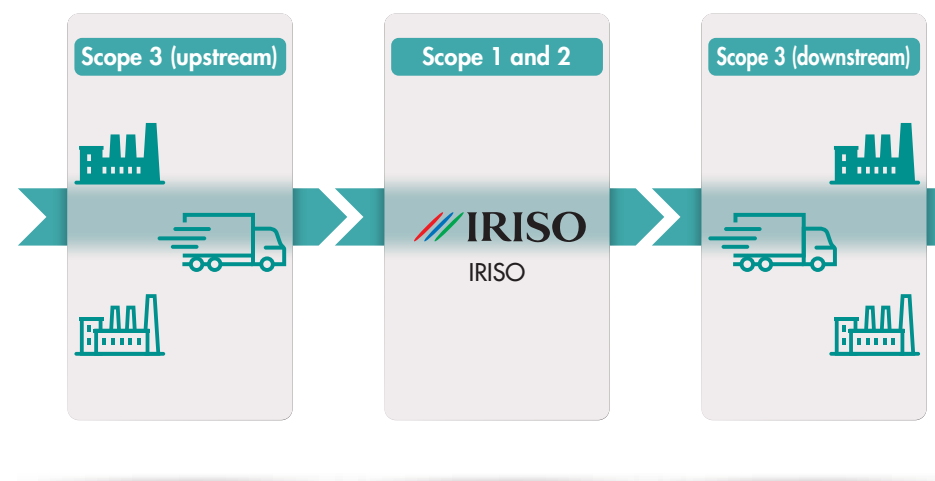 Scope 3 (upstream)
Scope 1 and 2
Scope 3 (downstream)
IRISO
IRISO